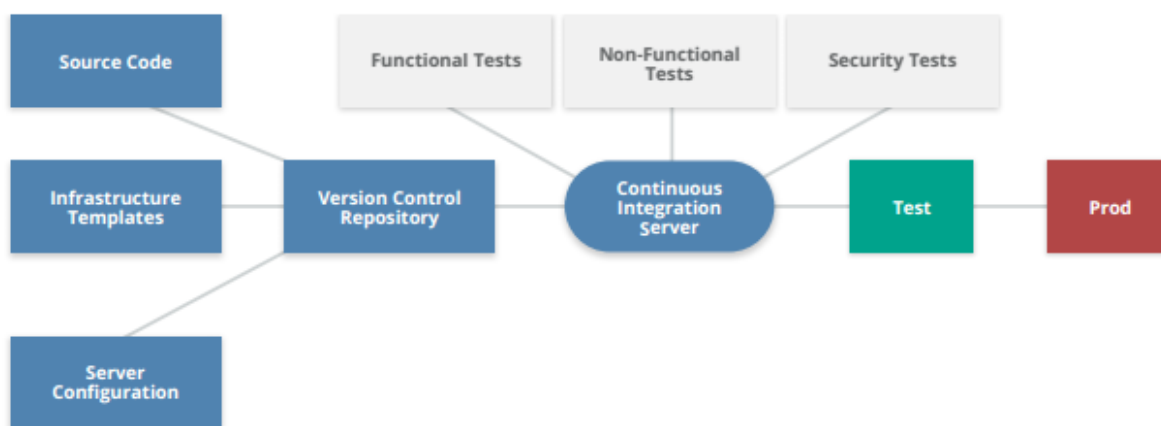 Source Code
Functional Tests
Non-Functional
Tests
Security Tests
Infrastructure
Templates
Version Control
Repository
Continuous
Integration
Server
Test
Prod
Server
Configuration